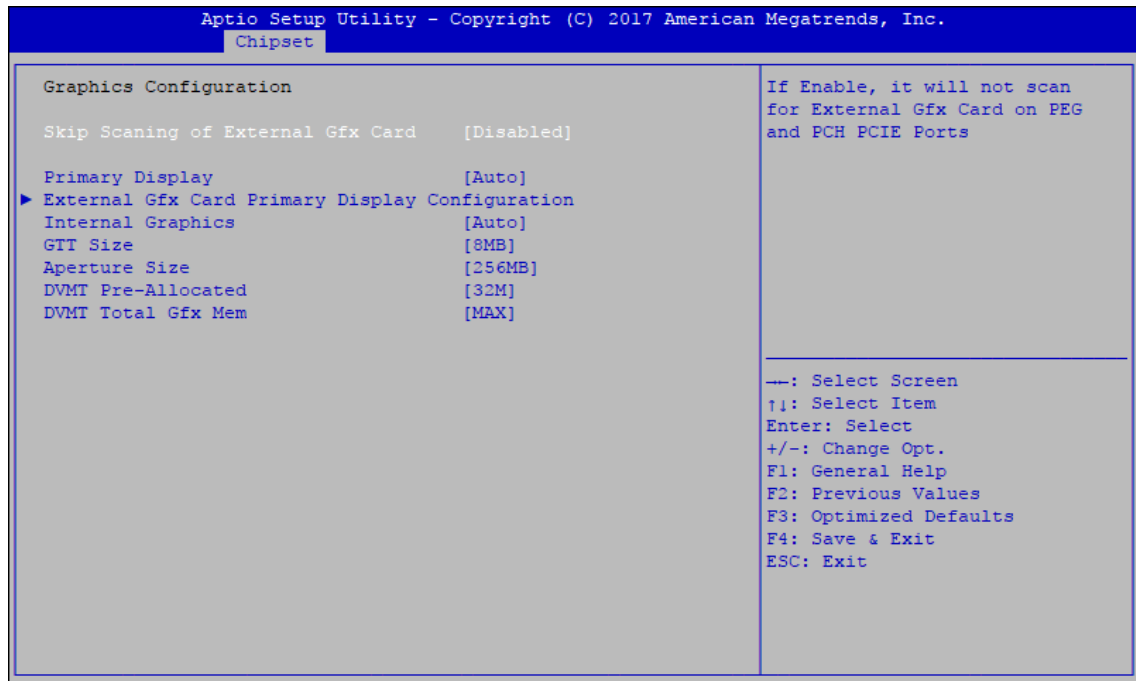 Aptio Setup Utility – Copyright (C) 2017 American Megatrends, Inc.
Chipset
Graphics Configuration
Skip Scaning of External Gfx Card [Disabled]
Primary Display [Auto]
► External Gfx Card Primary Display Configuration
Internal Graphics [Auto]
GTT Size [8MB]
Aperture Size [256MB]
DVMT Pre-Allocated [32M]
DVMT Total Gfx Mem [MAX]
If Enable, it will not scan
for External Gfx Card on PEG
and PCH PCIE Ports
→←: Select Screen
↑↓: Select Item
Enter: Select
+/-: Change Opt.
F1: General Help
F2: Previous Values
F3: Optimized Defaults
F4: Save & Exit
ESC: Exit